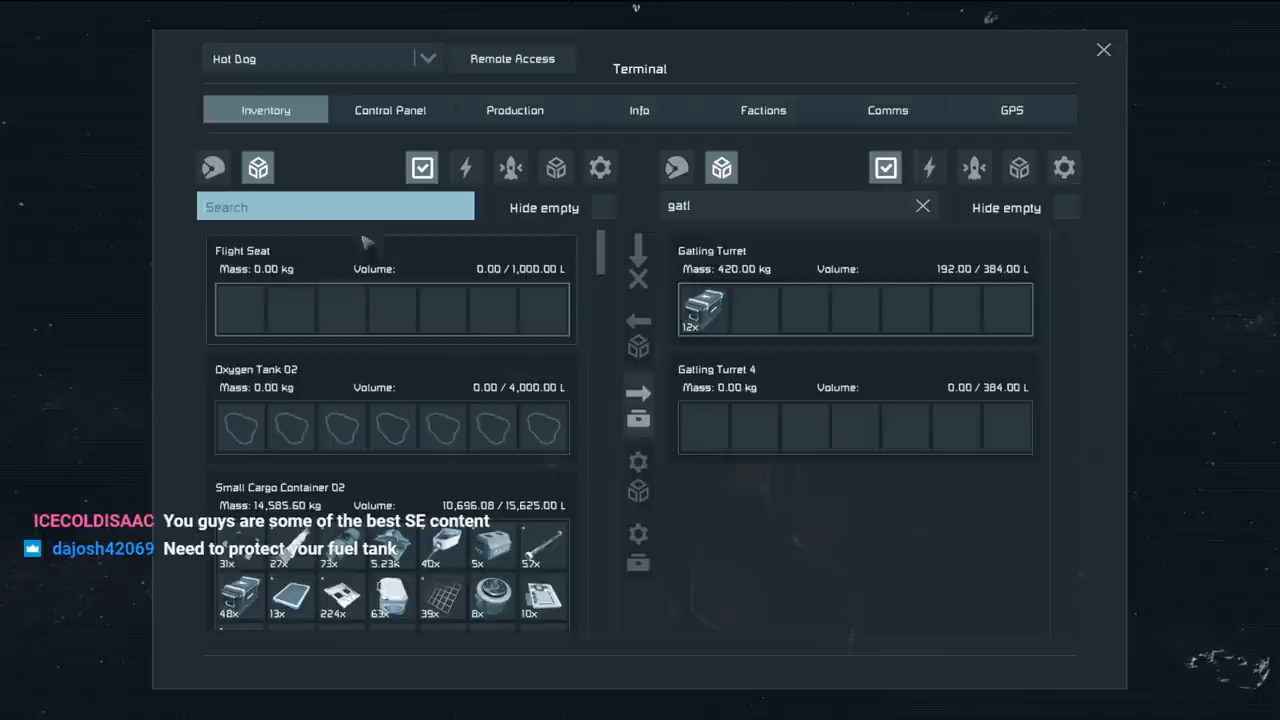 Hot Dog
Remote Access
Terminal
Inventory
Control Panel
Production
Info
Factions
Comms
GPS
Search
Hide empty
gatl
Hide empty
Flight Seat
Mass: 0.00 kg
Volume:
0.00 / 1,000.00 L
Oxygen Tank 02
Mass: 0.00 kg
Volume:
0.00 / 4,000.00 L
Small Cargo Container 02
Mass: 14,585.60 kg
Volume:
10,696.08 / 15,625.00 L
31x
27x
73x
5.23K
40x
5x
57x
48x
13x
224x
63x
39x
8x
10x
Gatling Turret
Mass: 420.00 kg
Volume:
192.00 / 384.00 L
12x
Gatling Turret 4
Mass: 0.00 kg
Volume:
0.00 / 384.00 L
ICECOLDISAAC You guys are some of the best SE content
dajosh42069 Need to protect your fuel tank